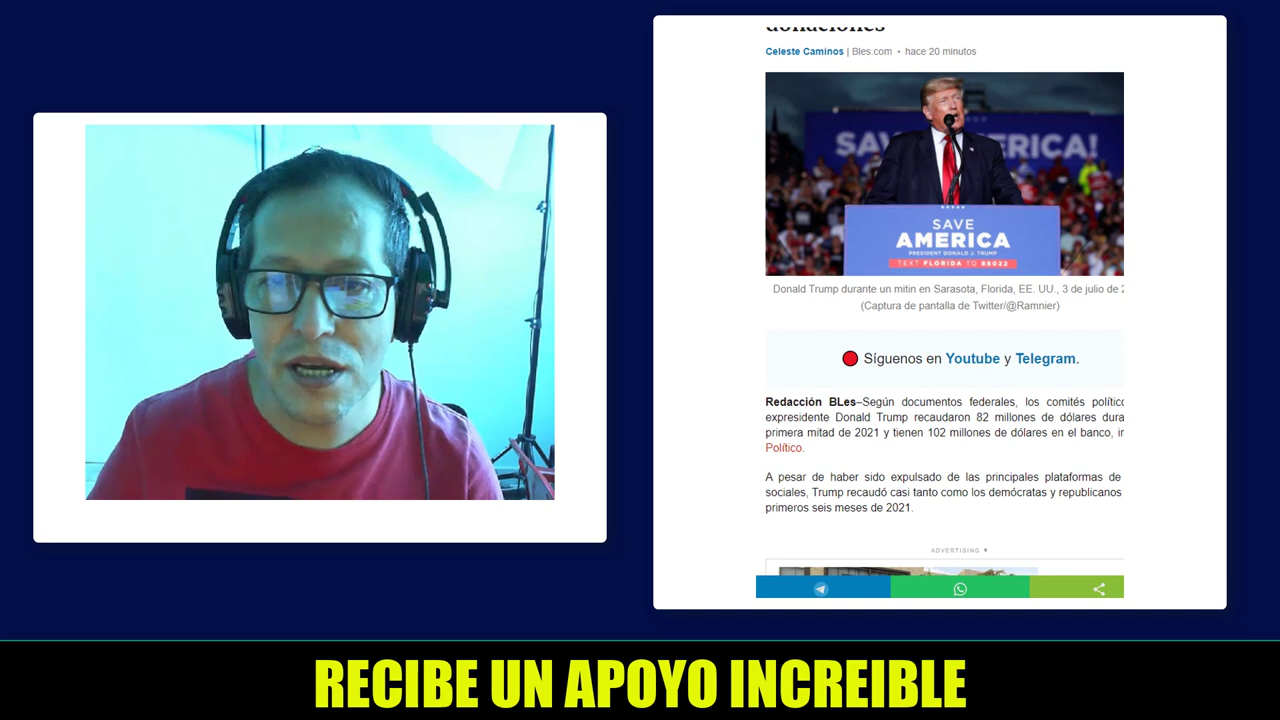 donaciones
Celeste Caminos | Bles.com • hace 20 minutos
SAVE AMERICA!
SAVE
AMERICA
PRESIDENT DONALD J. TRUMP
TEXT FLORIDA TO 88022
Donald Trump durante un mitin en Sarasota, Florida, EE. UU., 3 de julio de 2
(Captura de pantalla de Twitter/@Ramnier)
Síguenos en Youtube y Telegram.
Redacción BLes–Según documentos federales, los comités político
expresidente Donald Trump recaudaron 82 millones de dólares dura
primera mitad de 2021 y tienen 102 millones de dólares en el banco, in
Político.
A pesar de haber sido expulsado de las principales plataformas de
sociales, Trump recaudó casi tanto como los demócratas y republicanos
primeros seis meses de 2021.
ADVERTISING ▼
RECIBE UN APOYO INCREIBLE